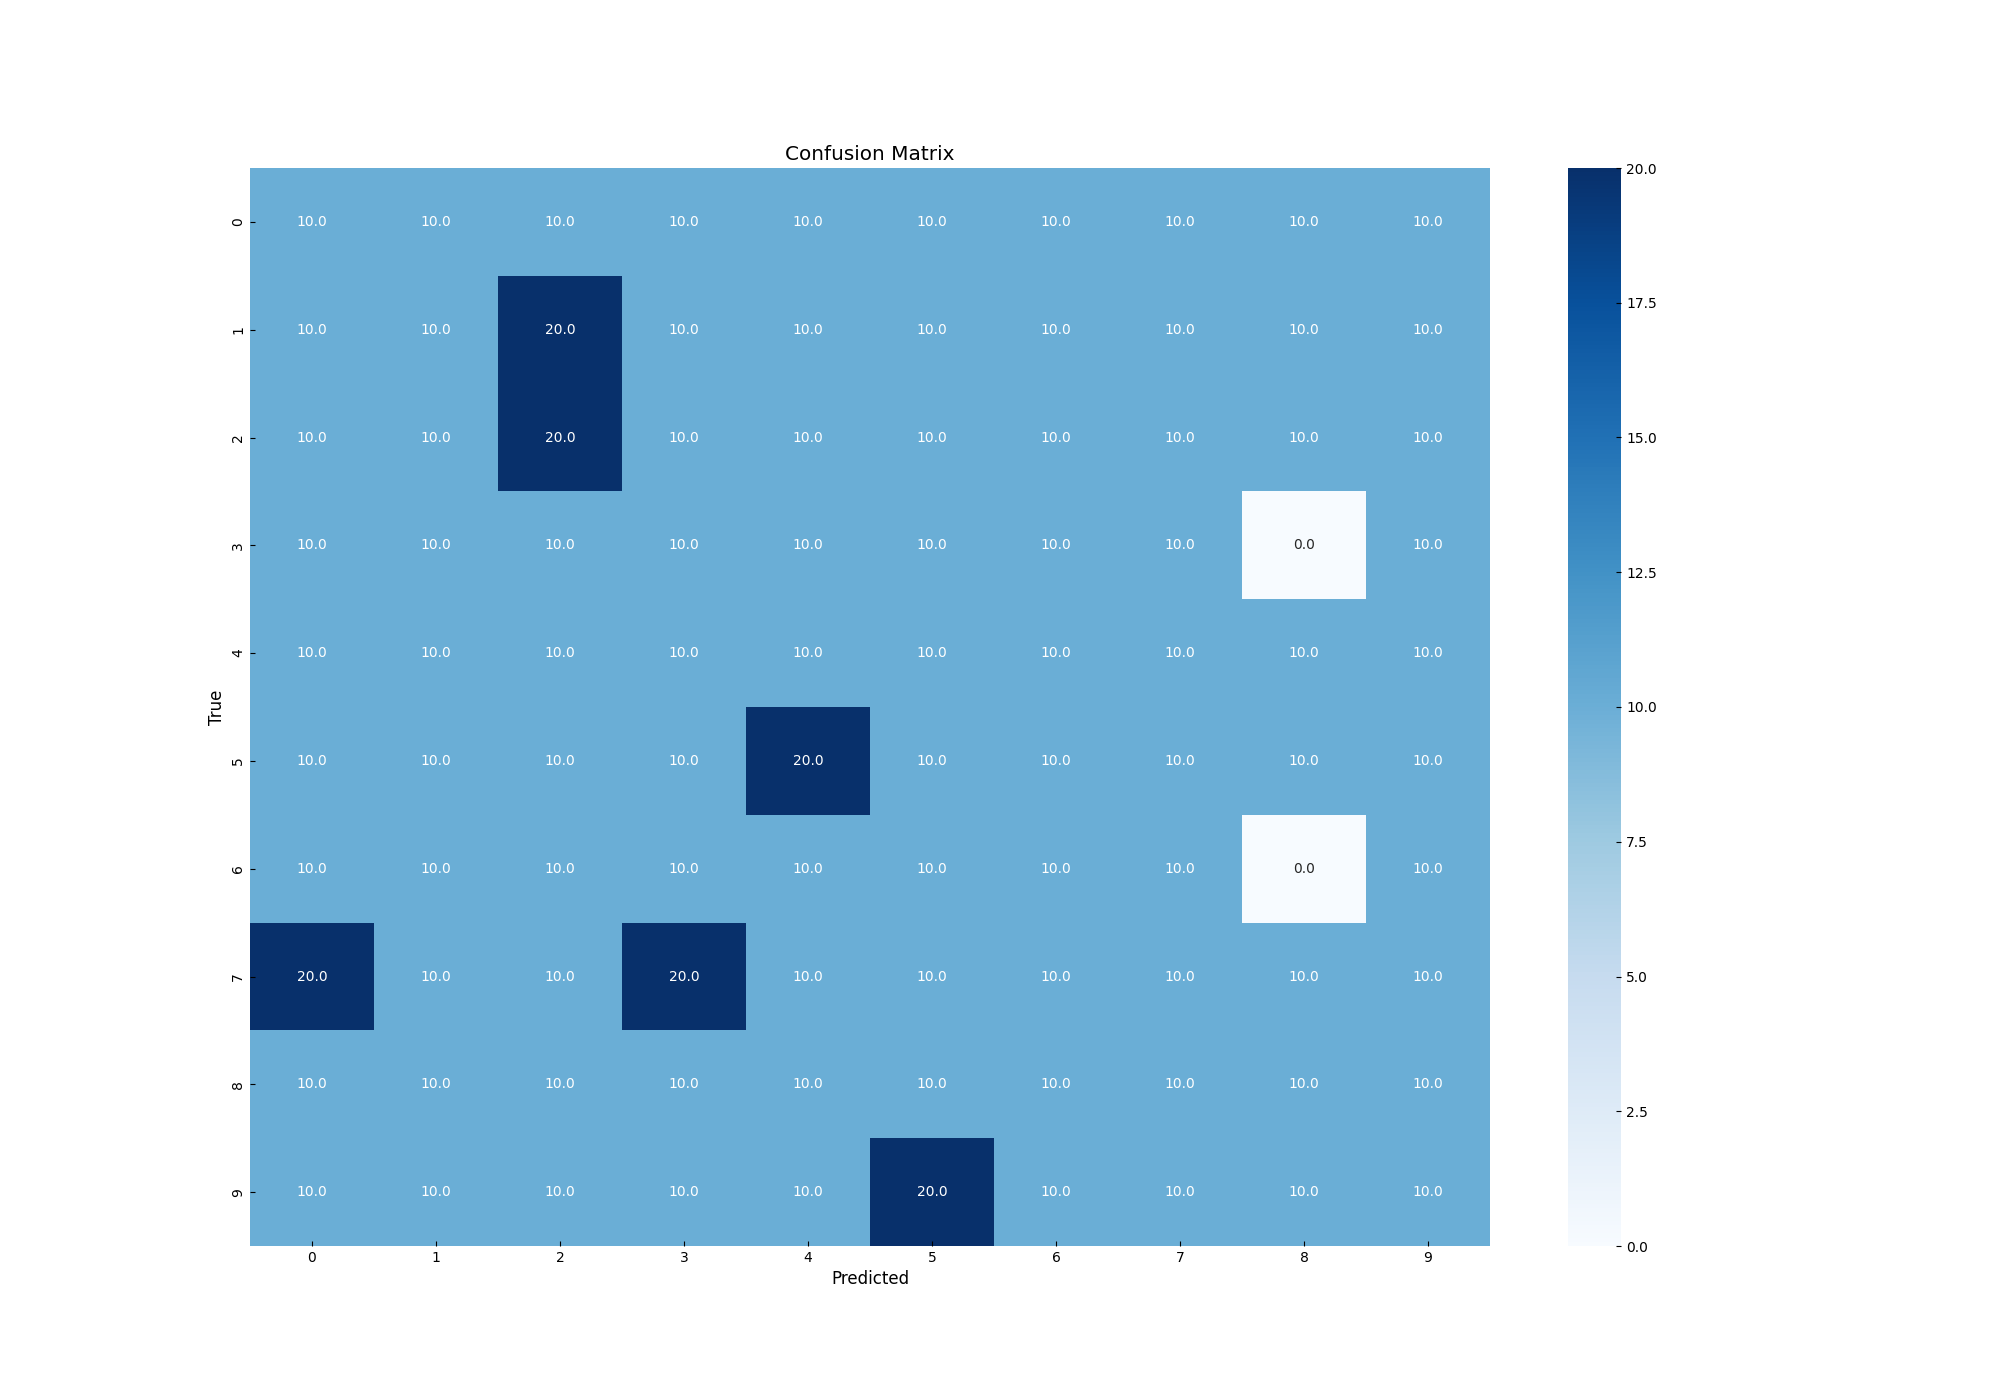 Confusion Matrix
0 10.0 10.0 10.0 10.0 10.0 10.0 10.0 10.0 10.0 10.0
1 10.0 10.0 20.0 10.0 10.0 10.0 10.0 10.0 10.0 10.0
2 10.0 10.0 20.0 10.0 10.0 10.0 10.0 10.0 10.0 10.0
3 10.0 10.0 10.0 10.0 10.0 10.0 10.0 10.0 0.0 10.0
4 10.0 10.0 10.0 10.0 10.0 10.0 10.0 10.0 10.0 10.0
5 10.0 10.0 10.0 10.0 20.0 10.0 10.0 10.0 10.0 10.0
6 10.0 10.0 10.0 10.0 10.0 10.0 10.0 10.0 0.0 10.0
7 20.0 10.0 10.0 20.0 10.0 10.0 10.0 10.0 10.0 10.0
8 10.0 10.0 10.0 10.0 10.0 10.0 10.0 10.0 10.0 10.0
9 10.0 10.0 10.0 10.0 10.0 20.0 10.0 10.0 10.0 10.0
0 1 2 3 4 5 6 7 8 9
Predicted
True
20.0
17.5
15.0
12.5
10.0
7.5
5.0
2.5
0.0